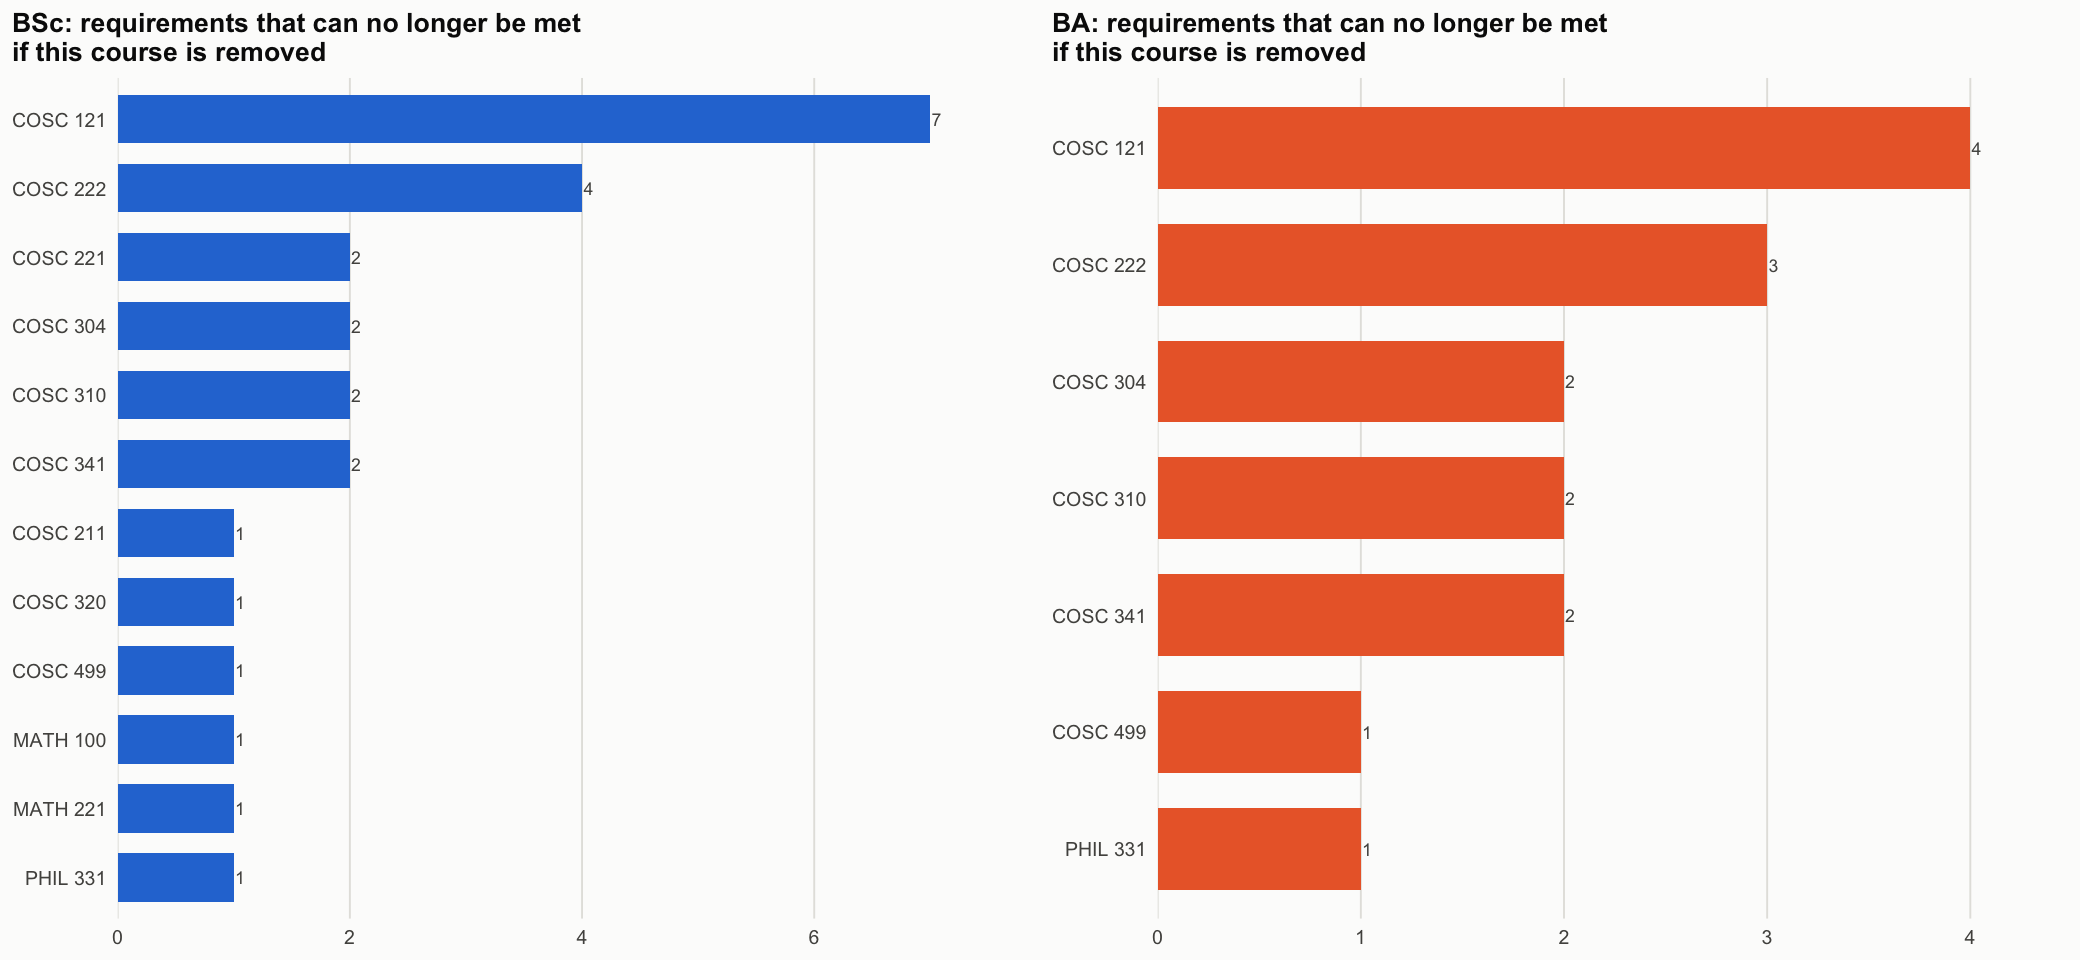 BSc: requirements that can no longer be met
if this course is removed
COSC 121
7
COSC 222
4
COSC 221
2
COSC 304
2
COSC 310
2
COSC 341
2
COSC 211
1
COSC 320
1
COSC 499
1
MATH 100
1
MATH 221
1
PHIL 331
1
0 2 4 6
BA: requirements that can no longer be met
if this course is removed
COSC 121
4
COSC 222
3
COSC 304
2
COSC 310
2
COSC 341
2
COSC 499
1
PHIL 331
1
0 1 2 3 4